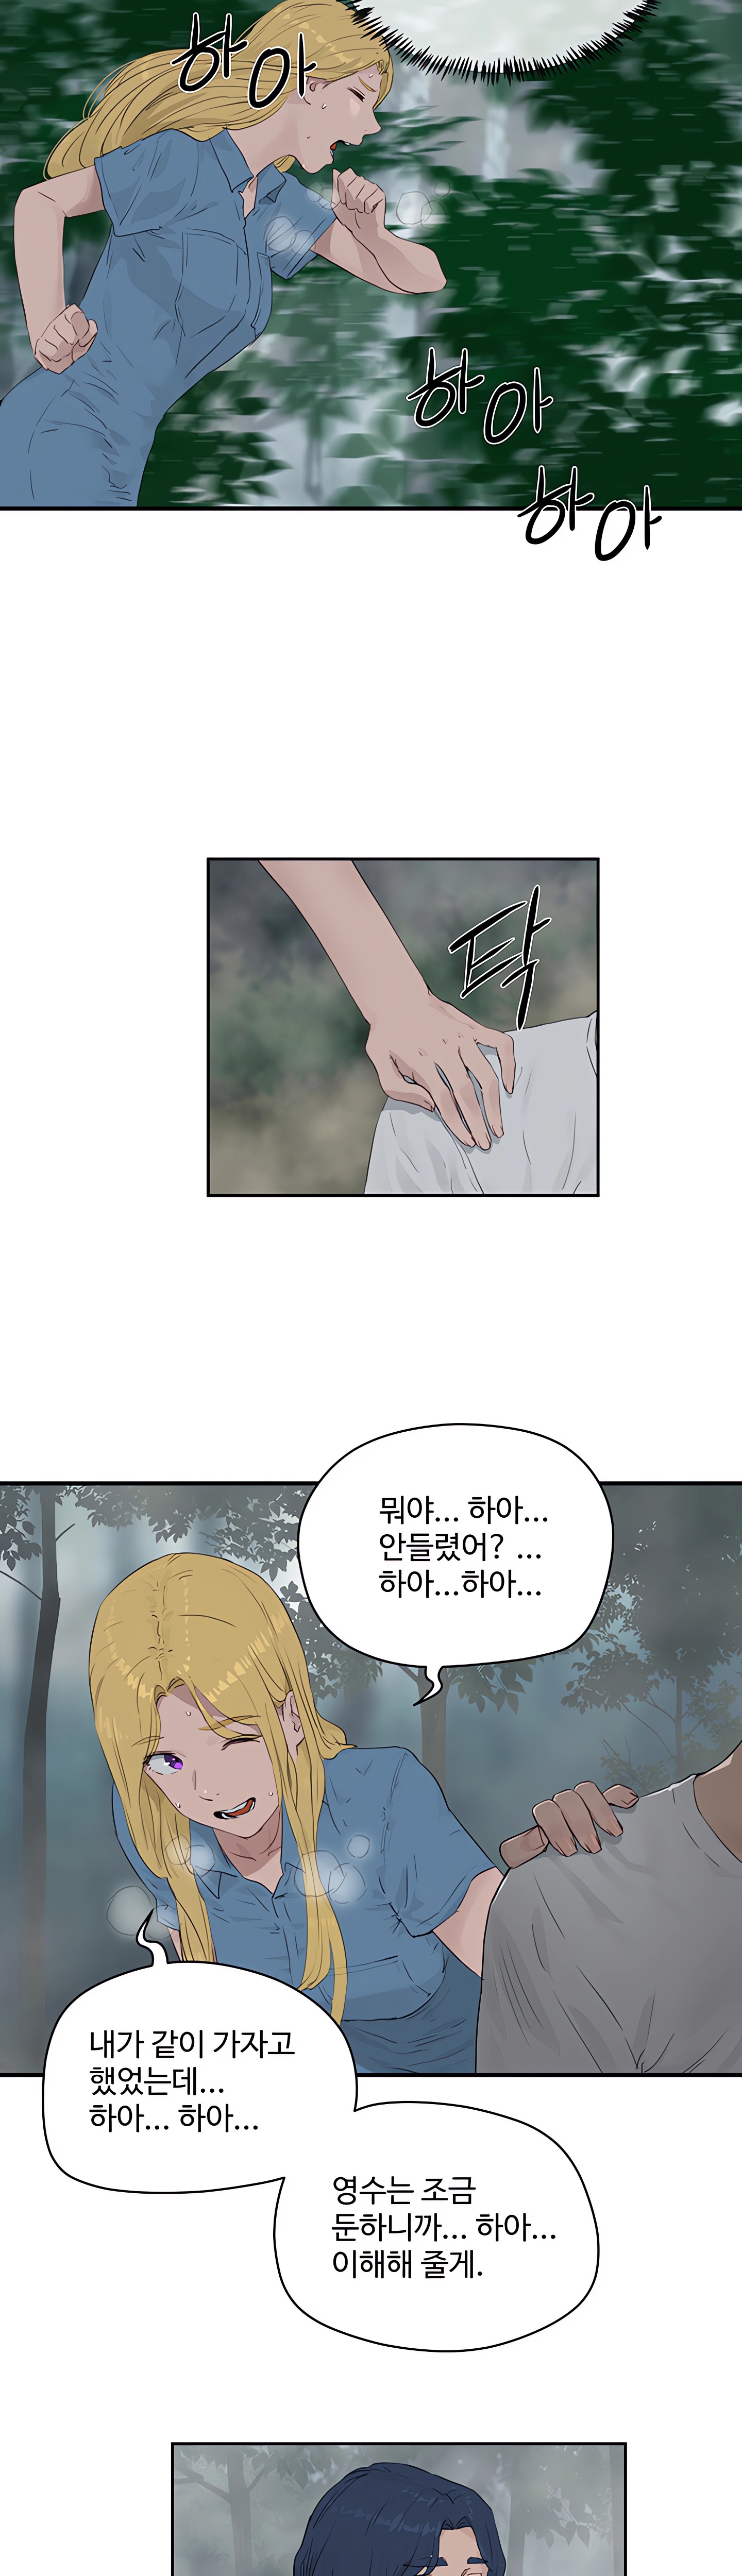 하아
하아
하아
탁
뭐야... 하아...
안들렸어? ...
하아...하아...
내가 같이 가자고
했었는데...
하아... 하아...
영수는 조금
둔하니까... 하아...
이해해 줄게.